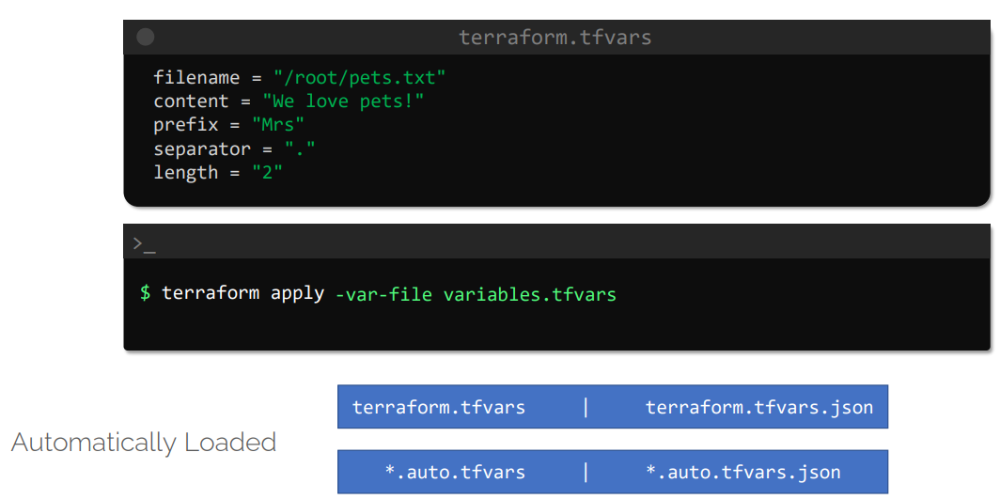 terraform.tfvars
filename = "/root/pets.txt"
content = "We love pets!"
prefix = "Mrs"
separator = "."
length = "2"
>_
$ terraform apply -var-file variables.tfvars
terraform.tfvars | terraform.tfvars.json
Automatically Loaded
*.auto.tfvars | *.auto.tfvars.json